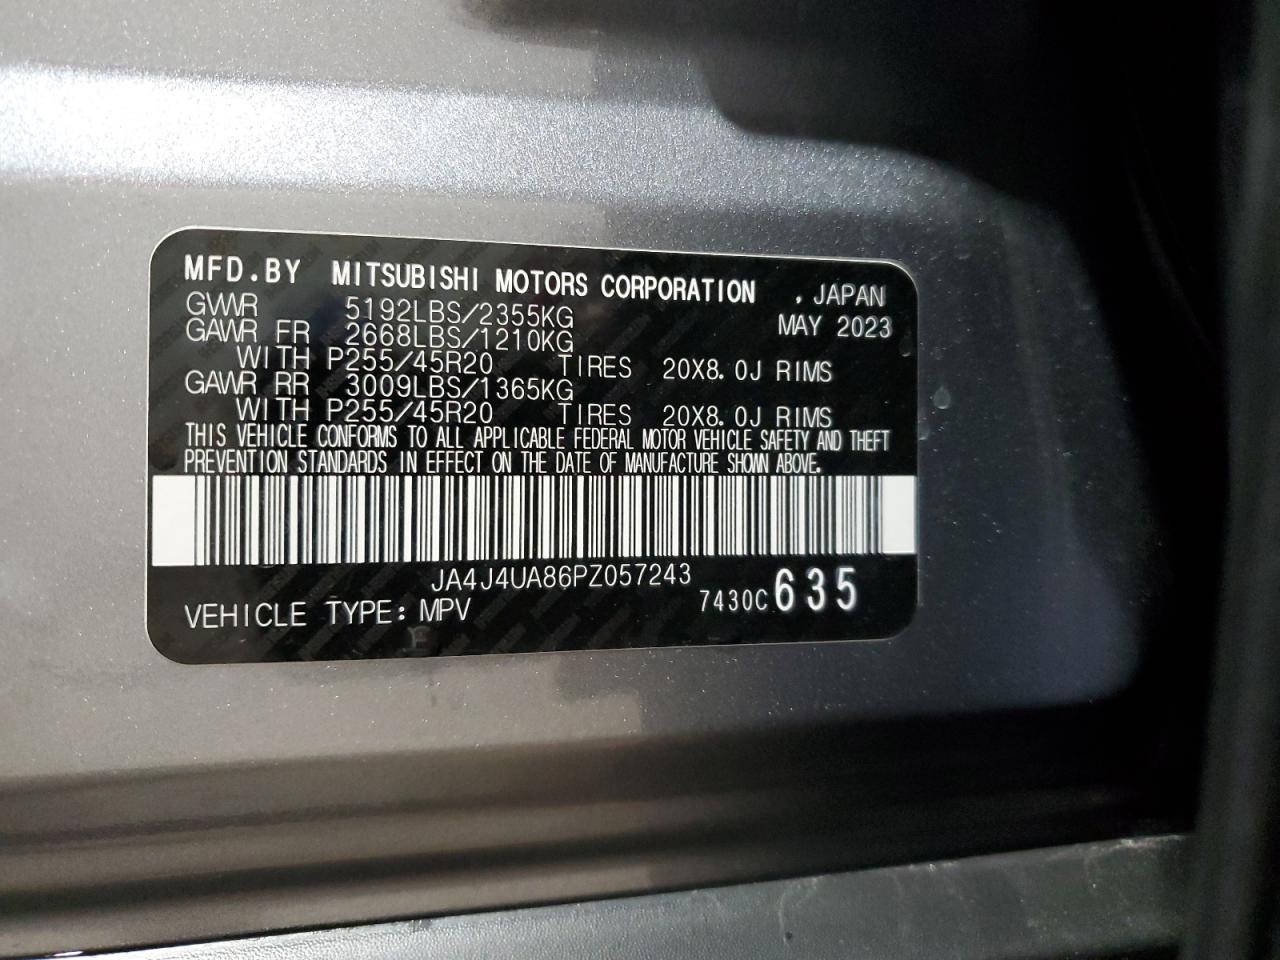 MFD.BY MITSUBISHI MOTORS CORPORATION , JAPAN
GVWR 5192LBS/2355KG MAY 2023
GAWR FR 2668LBS/1210KG
WITH P255/45R20 TIRES 20X8.0J RIMS
GAWR RR 3009LBS/1365KG
WITH P255/45R20 TIRES 20X8.0J RIMS
THIS VEHICLE CONFORMS TO ALL APPLICABLE FEDERAL MOTOR VEHICLE SAFETY AND THEFT
PREVENTION STANDARDS IN EFFECT ON THE DATE OF MANUFACTURE SHOWN ABOVE.
JA4J4UA86PZ057243
VEHICLE TYPE: MPV 7430C 635
E